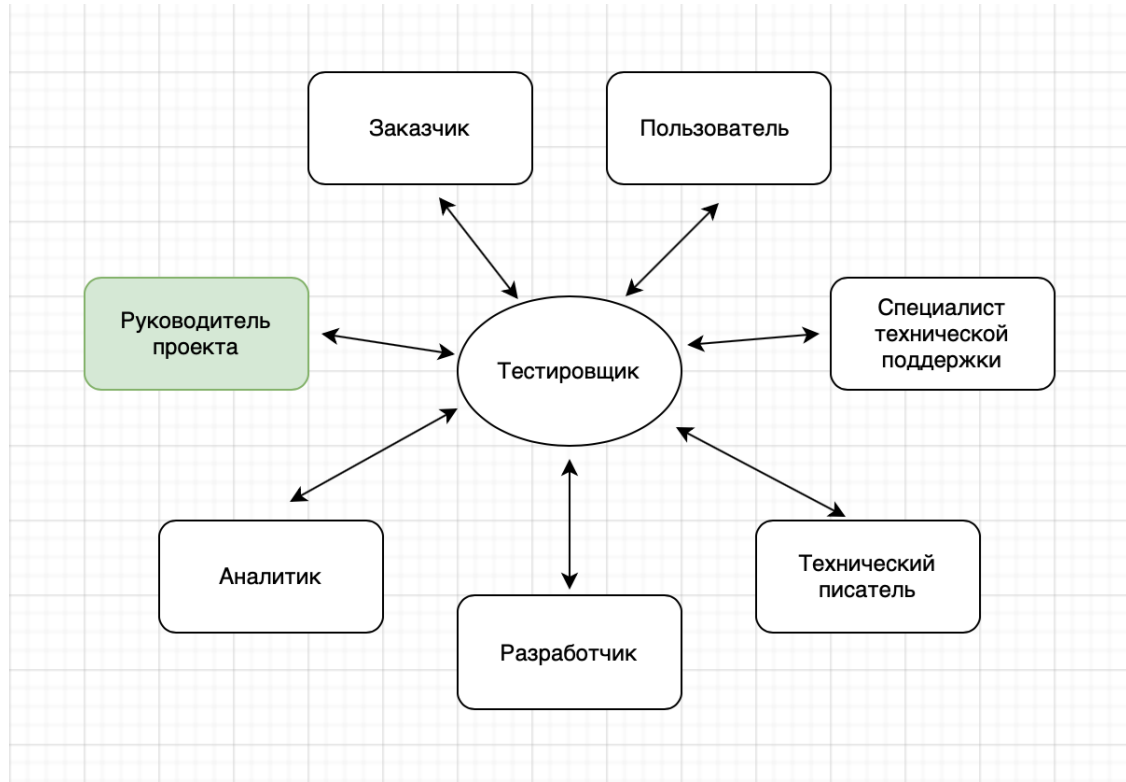 Заказчик
Пользователь
Руководитель
проекта
Тестировщик
Специалист
технической
поддержки
Аналитик
Разработчик
Технический
писатель